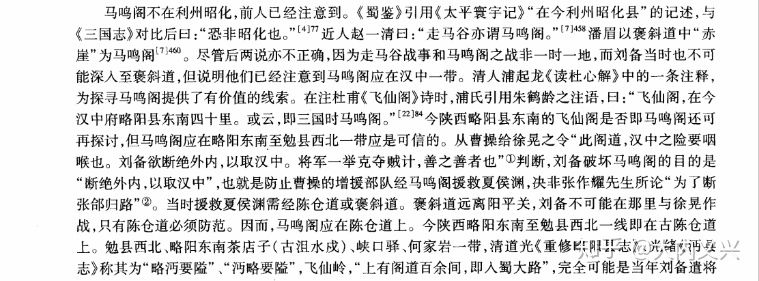 马鸣阁不在利州昭化，前人已经注意到。《蜀鉴》引用《太平寰宇记》“在今利州昭化县”的记述，与
《三国志》对比后曰：“恐非昭化也。”[4]77 近人赵一清曰：“走马谷亦谓马鸣阁。”[7]458 潘眉以褒斜道中“赤
崖”为马鸣阁[7]460。尽管后两说亦不正确，因为走马谷战事和马鸣阁之战非一时一地，而刘备当时也不可
能深入至褒斜道，但说明他们已经注意到马鸣阁应在汉中一带。清人浦起龙《读杜心解》中的一条注释，
为探寻马鸣阁提供了有价值的线索。在注杜甫《飞仙阁》诗时，浦氏引用朱鹤龄之注语，曰：“飞仙阁，在今
汉中府略阳县东南四十里。或云，即三国时马鸣阁。”[22]84 今陕西略阳县东南的飞仙阁是否即马鸣阁还可
再探讨，但马鸣阁应在略阳东南至勉县西北一带应是可信的。从曹操给徐晃之令“此阁道，汉中之险要咽
喉也。刘备欲断绝外内，以取汉中。将军一举克夺贼计，善之善者也”①判断，刘备破坏马鸣阁的目的是
“断绝外内，以取汉中”，也就是防止曹操的增援部队经马鸣阁援救夏侯渊，决非张作耀先生所论“为了断
张郃归路”②。当时援救夏侯渊需经陈仓道或褒斜道。褒斜道远离阳平关，刘备不可能在那里与徐晃作
战，只有陈仓道必须防范。因而，马鸣阁应在陈仓道上。今陕西略阳东南至勉县西北一线即在古陈仓道
上。勉县西北、略阳东南茶店子（古沮水戍）、峡口驿、何家岩一带，清道光《重修略阳县志》、光绪《沔县
志》称其为“略沔要隘”、“沔略要隘”，飞仙岭，“上有阁道百余间，即入蜀大路”，完全可能是当年刘备遣将